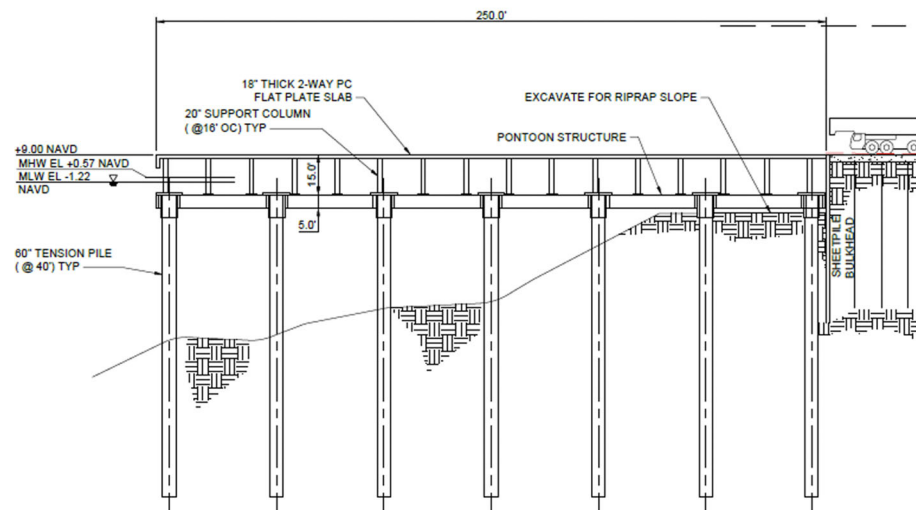 250.0'
18" THICK 2-WAY PC
FLAT PLATE SLAB
EXCAVATE FOR RIPRAP SLOPE
20" SUPPORT COLUMN
( @16' OC) TYP
PONTOON STRUCTURE
+9.00 NAVD
MHW EL +0.57 NAVD
MLW EL -1.22
NAVD
15.0'
5.0'
60" TENSION PILE
( @ 40') TYP
SHEETPILE
BULKHEAD